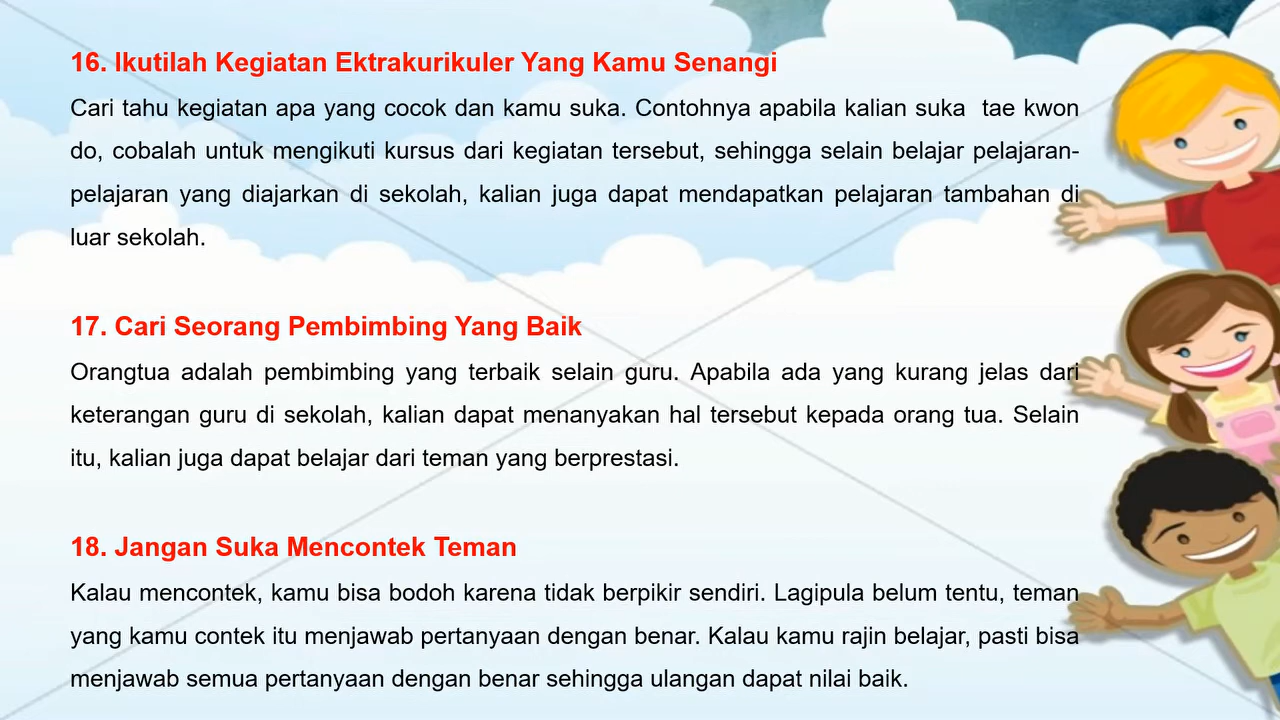 16. Ikutilah Kegiatan Ektrakurikuler Yang Kamu Senangi
Cari tahu kegiatan apa yang cocok dan kamu suka. Contohnya apabila kalian suka  tae kwon
do, cobalah untuk mengikuti kursus dari kegiatan tersebut, sehingga selain belajar pelajaran-
pelajaran yang diajarkan di sekolah, kalian juga dapat mendapatkan pelajaran tambahan di
luar sekolah.
17. Cari Seorang Pembimbing Yang Baik
Orangtua adalah pembimbing yang terbaik selain guru. Apabila ada yang kurang jelas dari
keterangan guru di sekolah, kalian dapat menanyakan hal tersebut kepada orang tua. Selain
itu, kalian juga dapat belajar dari teman yang berprestasi.
18. Jangan Suka Mencontek Teman
Kalau mencontek, kamu bisa bodoh karena tidak berpikir sendiri. Lagipula belum tentu, teman
yang kamu contek itu menjawab pertanyaan dengan benar. Kalau kamu rajin belajar, pasti bisa
menjawab semua pertanyaan dengan benar sehingga ulangan dapat nilai baik.